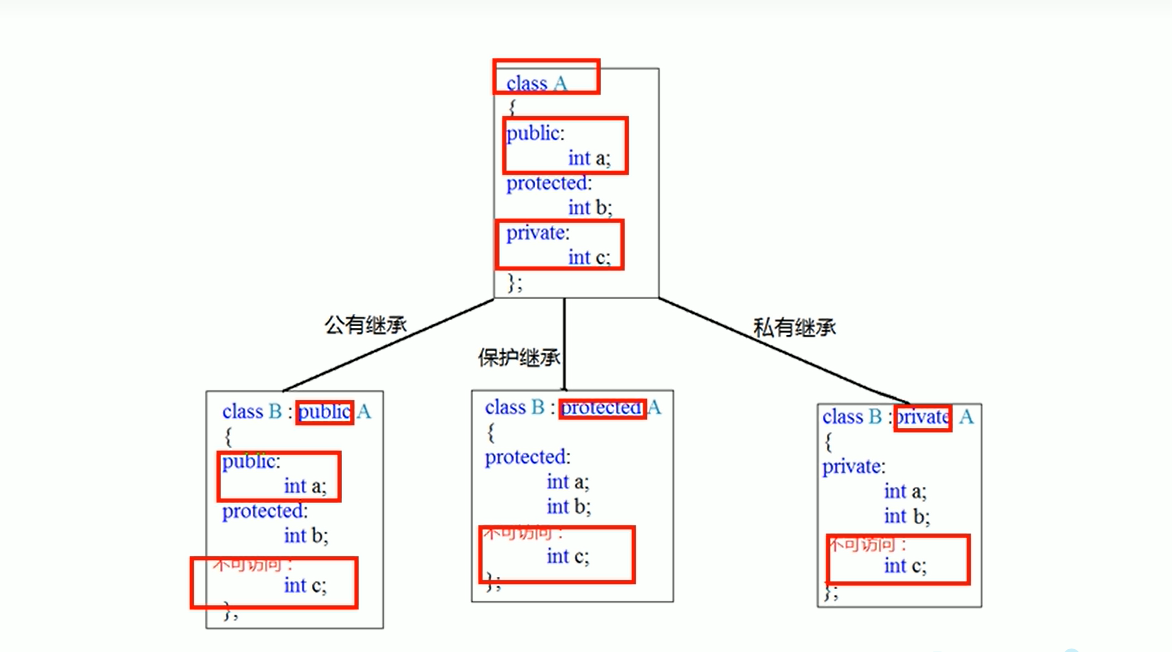 class A
{
public:
int a;
protected:
int b;
private:
int c;
};
公有继承
保护继承
私有继承
class B : public A
{
public:
int a;
protected:
int b;
不可访问：
int c;
};
class B : protected A
{
protected:
int a;
int b;
不可访问：
int c;
};
class B : private A
{
private:
int a;
int b;
不可访问：
int c;
};